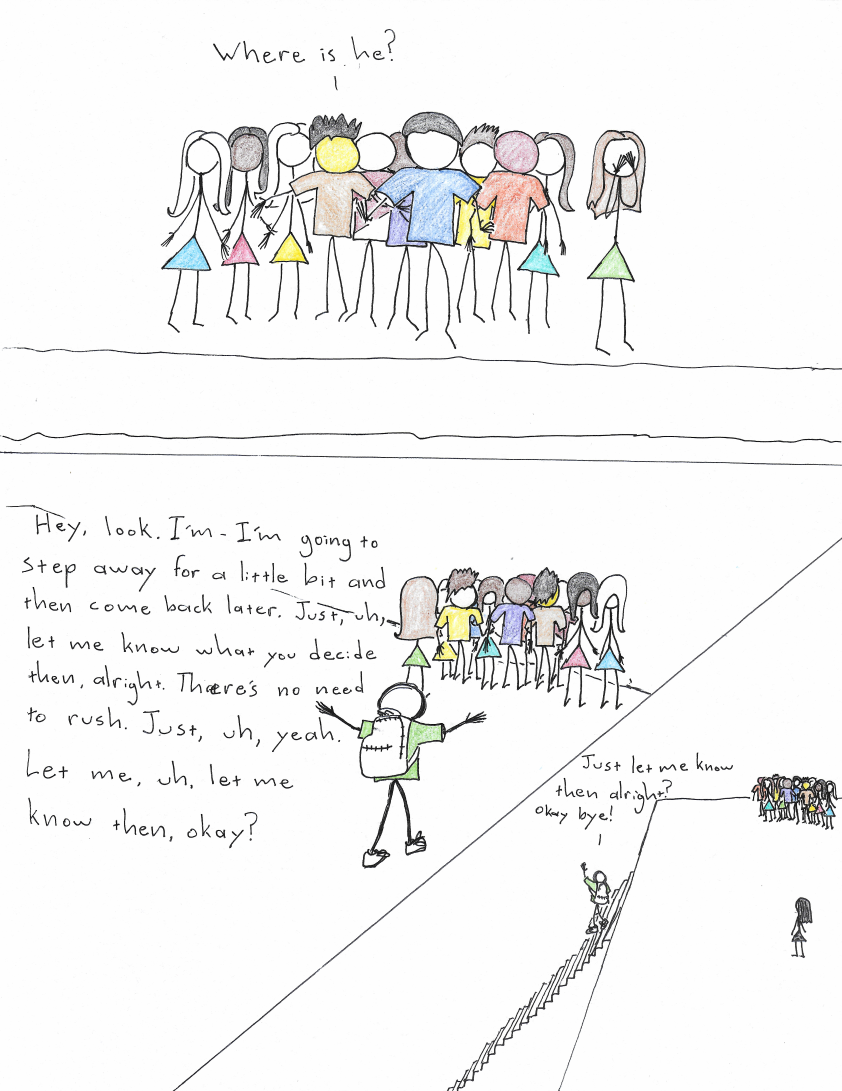 Where is he?
Hey, look. I'm - I'm going to
step away for a little bit and
then come back later. Just, uh,
let me know what you decide
then, alright. There's no need
to rush. Just, uh, yeah.
Let me, uh, let me
know then, okay?
Just let me know
then alright?
okay bye!